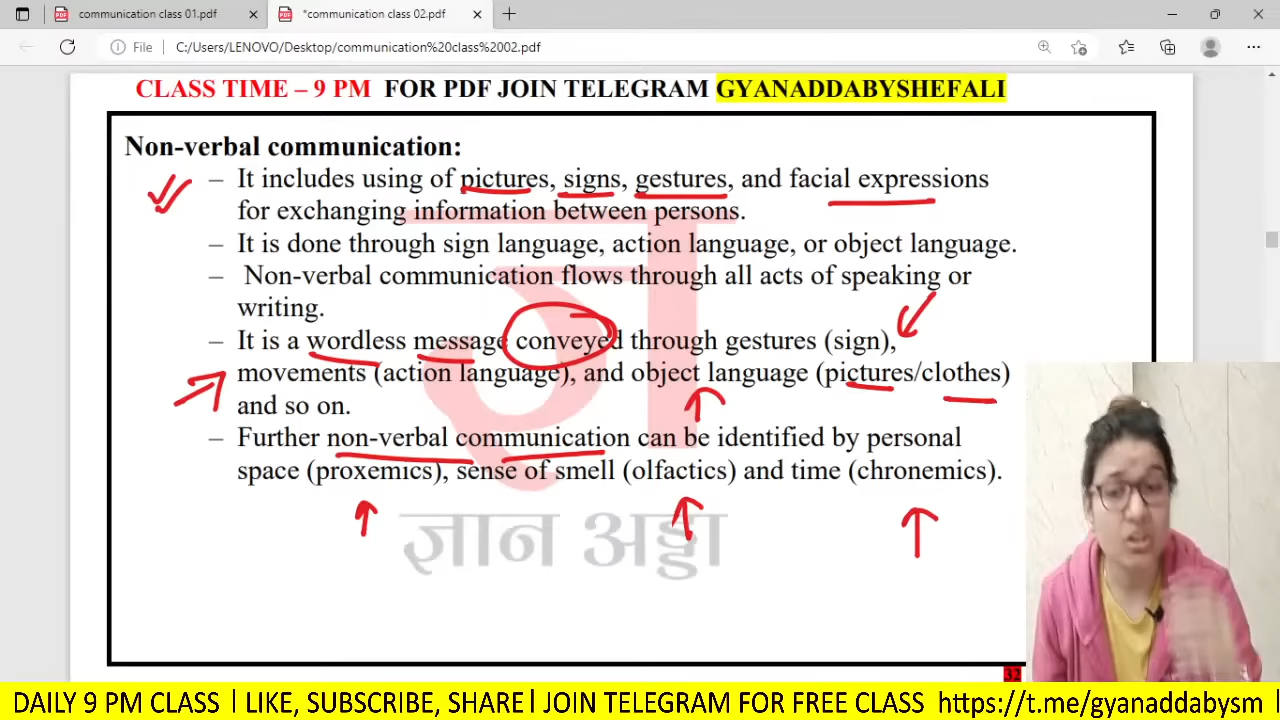 communication class 01.pdf
*communication class 02.pdf
File
C:/Users/LENOVO/Desktop/communication%20class%2002.pdf
CLASS TIME – 9 PM FOR PDF JOIN TELEGRAM GYANADDABYSHEFALI
Non-verbal communication:
– It includes using of pictures, signs, gestures, and facial expressions
for exchanging information between persons.
– It is done through sign language, action language, or object language.
– Non-verbal communication flows through all acts of speaking or
writing.
– It is a wordless message conveyed through gestures (sign),
movements (action language), and object language (pictures/clothes)
and so on.
– Further non-verbal communication can be identified by personal
space (proxemics), sense of smell (olfactics) and time (chronemics).
ज्ञा
ज्ञान अड्डा
32
DAILY 9 PM CLASS | LIKE, SUBSCRIBE, SHARE| JOIN TELEGRAM FOR FREE CLASS https://t.me/gyanaddabysm |